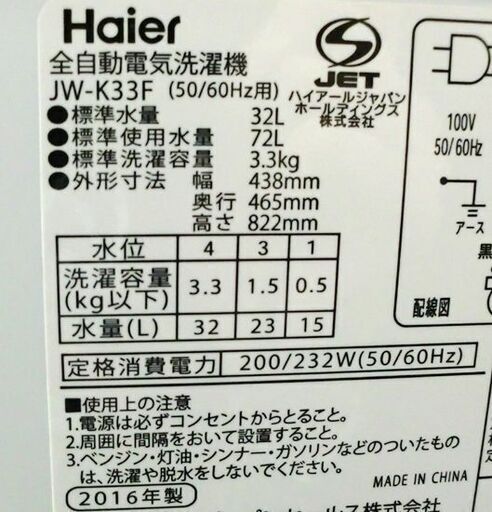 Haier
全自動電気洗濯機
JW-K33F (50/60Hz用)
●標準水量 32L
●標準使用水量 72L
●標準洗濯容量 3.3kg
●外形寸法 幅 438mm
奥行 465mm
高さ 822mm
JET
ハイアールジャパン
ホールディングス
株式会社
100V
50/60Hz
アース
黒
配線図
水位 4 3 1
洗濯容量
(kg以下) 3.3 1.5 0.5
水量(L) 32 23 15
定格消費電力 200/232W(50/60Hz)
■使用上の注意
1.電源は必ずコンセントからとること。
2.周囲に間隔をおいて設置すること。
3.ベンジン・灯油・シンナー・ガソリンなどのついたもの
は、洗濯や脱水をしないでください。
MADE IN CHINA
2016年製